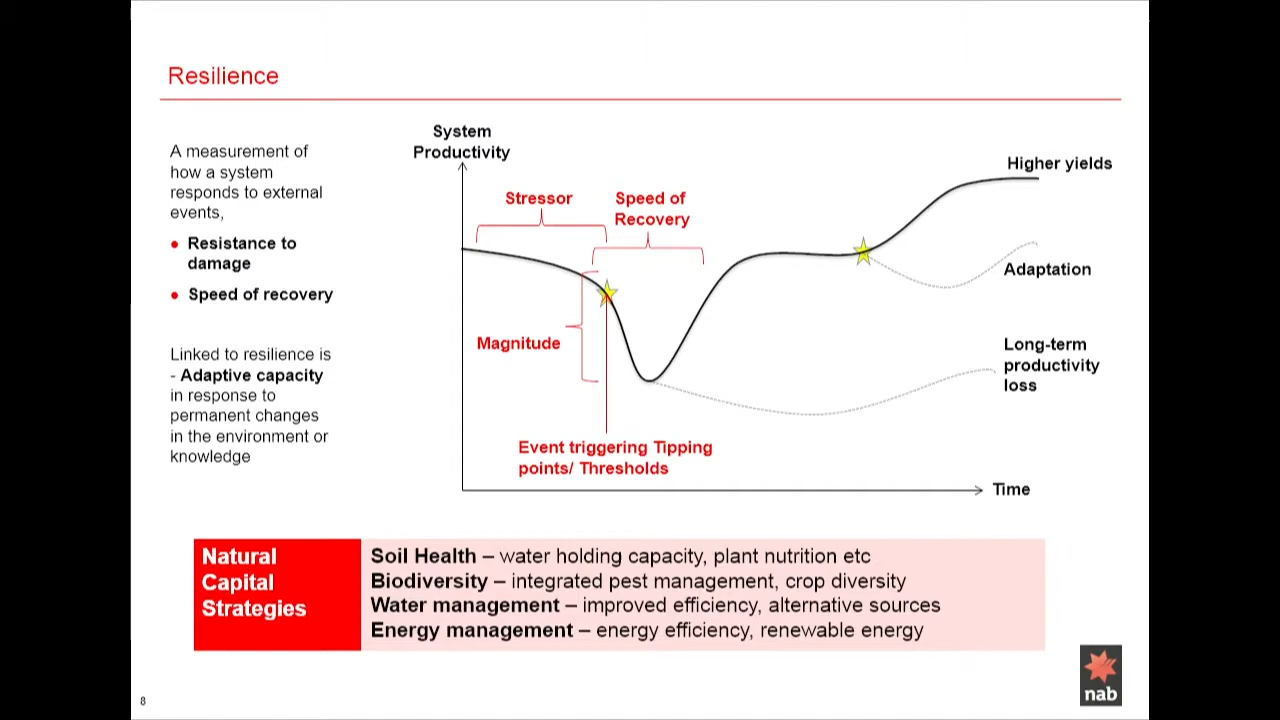 Resilience
A measurement of
how a system
responds to external
events,
● Resistance to
damage
● Speed of recovery
Linked to resilience is
- Adaptive capacity
in response to
permanent changes
in the environment or
knowledge
System
Productivity
Stressor
Speed of
Recovery
Magnitude
Event triggering Tipping
points/ Thresholds
Higher yields
Adaptation
Long-term
productivity
loss
Time
Natural
Capital
Strategies
Soil Health – water holding capacity, plant nutrition etc
Biodiversity – integrated pest management, crop diversity
Water management – improved efficiency, alternative sources
Energy management – energy efficiency, renewable energy
nab
8